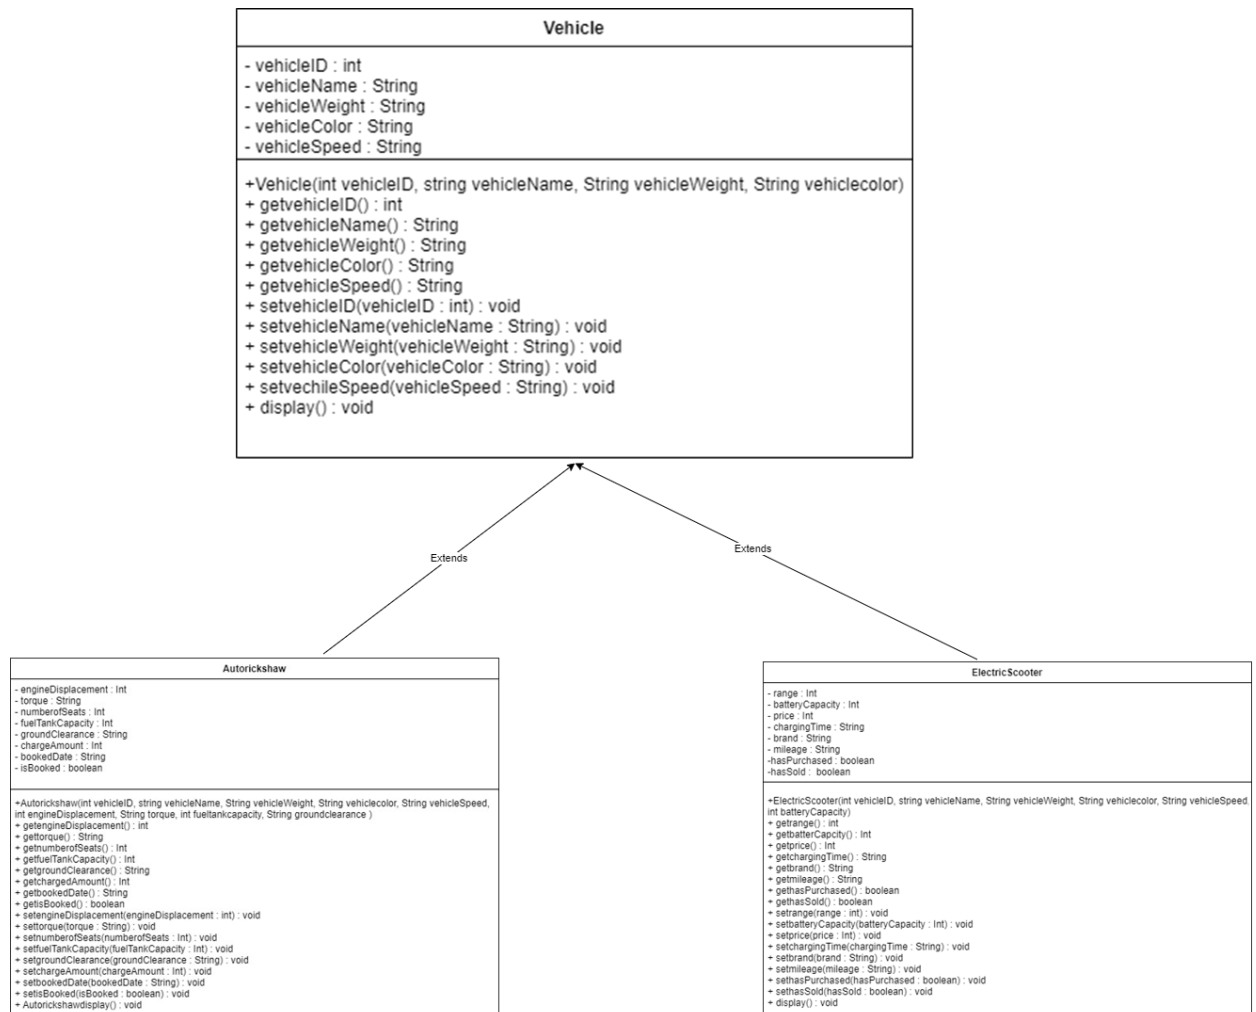 Vehicle
- vehicleID : int
- vehicleName : String
- vehicleWeight : String
- vehicleColor : String
- vehicleSpeed : String
+Vehicle(int vehicleID, string vehicleName, String vehicleWeight, String vehiclecolor)
+ getvehicleID() : int
+ getvehicleName() : String
+ getvehicleWeight() : String
+ getvehicleColor() : String
+ getvehicleSpeed() : String
+ setvehicleID(vehicleID : int) : void
+ setvehicleName(vehicleName : String) : void
+ setvehicleWeight(vehicleWeight : String) : void
+ setvehicleColor(vehicleColor : String) : void
+ setvechileSpeed(vehicleSpeed : String) : void
+ display() : void
Extends
Extends
Autorickshaw
- engineDisplacement : Int
- torque : String
- numberofSeats : Int
- fuelTankCapacity : Int
- groundClearance : String
- chargeAmount : Int
- bookedDate : String
- isBooked : boolean
+Autorickshaw(int vehicleID, string vehicleName, String vehicleWeight, String vehiclecolor, String vehicleSpeed,
int engineDisplacement, String torque, int fueltankcapacity, String groundclearance )
+ getengineDisplacement() : int
+ gettorque() : String
+ getnumberofSeats() : Int
+ getfuelTankCapacity() : Int
+ getgroundClearance() : String
+ getchargedAmount() : Int
+ getbookedDate() : String
+ getisBooked() : boolean
+ setengineDisplacement(engineDisplacement : int) : void
+ settorque(torque : String) : void
+ setnumberofSeats(numberofSeats : Int) : void
+ setfuelTankCapacity(fuelTankCapacity : Int) : void
+ setgroundClearance(groundClearance : String) : void
+ setchargeAmount(chargeAmount : Int) : void
+ setbookedDate(bookedDate : String) : void
+ setisBooked(isBooked : boolean) : void
+ Autorickshawdisplay() : void
ElectricScooter
- range : Int
- batteryCapacity : Int
- price : Int
- chargingTime : String
- brand : String
- mileage : String
-hasPurchased : boolean
-hasSold : boolean
+ElectricScooter(int vehicleID, string vehicleName, String vehicleWeight, String vehiclecolor, String vehicleSpeed,
int batteryCapacity)
+ getrange() : int
+ getbatterCapcity() : Int
+ getprice() : Int
+ getchargingTime() : String
+ getbrand() : String
+ getmileage() : String
+ gethasPurchased() : boolean
+ gethasSold() : boolean
+ setrange(range : int) : void
+ setbatteryCapacity(batteryCapacity : Int) : void
+ setprice(price : Int) : void
+ setchargingTime(chargingTime : String) : void
+ setbrand(brand : String) : void
+ setmileage(mileage : String) : void
+ sethasPurchased(hasPurchased : boolean) : void
+ sethasSold(hasSold : boolean) : void
+ display() : void